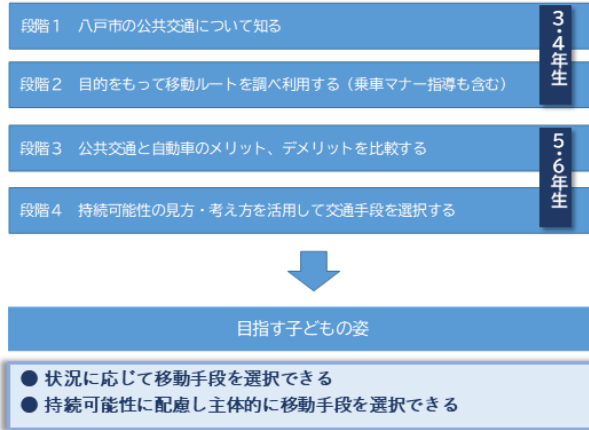 段階1 八戸市の公共交通について知る
段階2 目的をもって移動ルートを調べ利用する（乗車マナー指導も含む）
3・4年生
段階3 公共交通と自動車のメリット、デメリットを比較する
段階4 持続可能性の見方・考え方を活用して交通手段を選択する
5・6年生
目指す子どもの姿
● 状況に応じて移動手段を選択できる
● 持続可能性に配慮し主体的に移動手段を選択できる